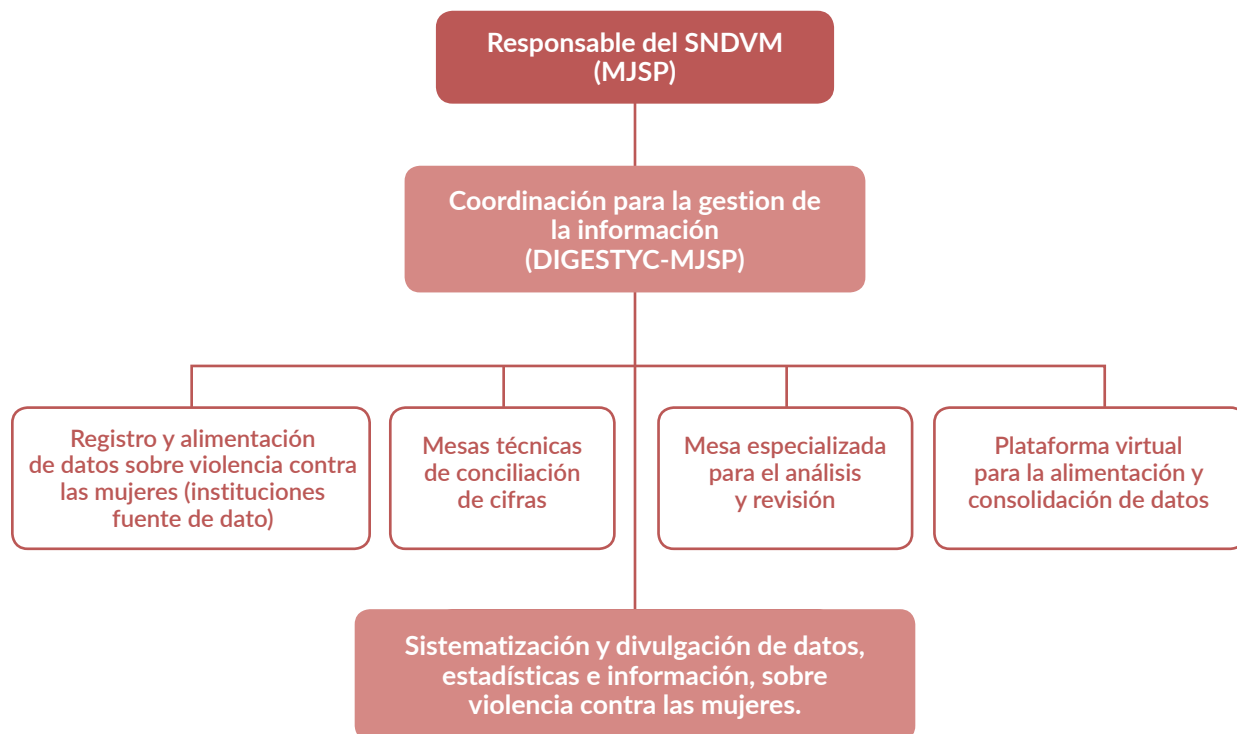 Responsable del SNDVM
(MJSP)
Coordinación para la gestion de
la información
(DIGESTYC-MJSP)
Registro y alimentación
de datos sobre violencia contra
las mujeres (instituciones
fuente de dato)
Mesas técnicas
de conciliación
de cifras
Mesa especializada
para el análisis
y revisión
Plataforma virtual
para la alimentación y
consolidación de datos
Sistematización y divulgación de datos,
estadísticas e información, sobre
violencia contra las mujeres.